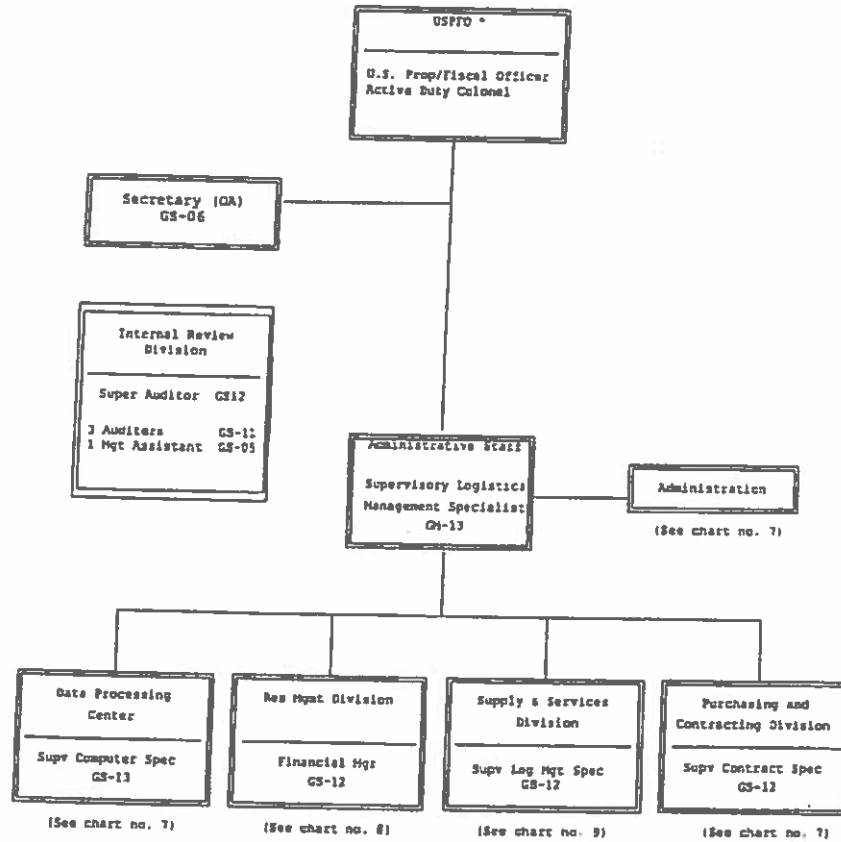 USPFO *
U.S. Prop/Fiscal Officer
Active Duty Colonel
Secretary (OA)
GS-06
Internal Review
Division
Super Auditor GS12
3 Auditers GS-11
1 Mgt Assistant GS-05
Administrative Staff
Supervisory Logistics
Management Specialist
GM-13
Administration
(See chart no. 7)
Data Processing
Center
Supv Computer Spec
GS-13
(See chart no. 7)
Res Mgmt Division
Financial Mgr
GS-12
(See chart no. 8)
Supply & Services
Division
Supv Log Mgt Spec
GS-12
(See chart no. 9)
Purchasing and
Contracting Division
Supv Contract Spec
GS-12
(See chart no. 7)